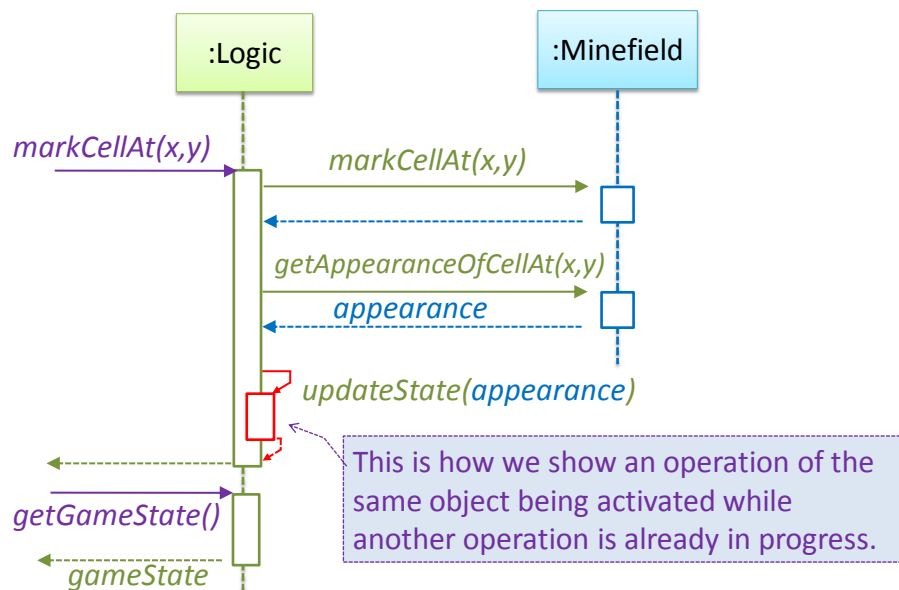 :Logic
:Minefield
markCellAt(x,y)
markCellAt(x,y)
getAppearanceOfCellAt(x,y)
appearance
updateState(appearance)
This is how we show an operation of the
same object being activated while
another operation is already in progress.
getGameState()
gameState